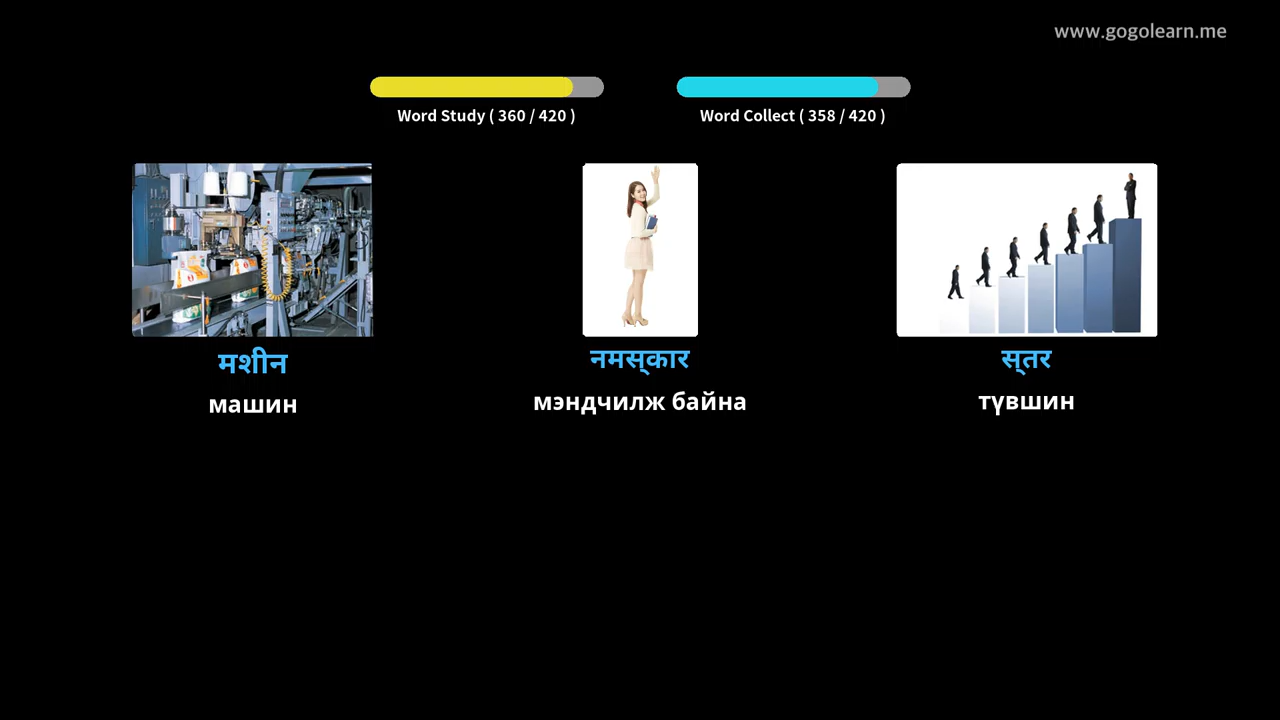 www.gogolearn.me
Word Study ( 360 / 420 )
Word Collect ( 358 / 420 )
मशीन
नमस्कार
स्तर
машин
мэндчилж байна
түвшин